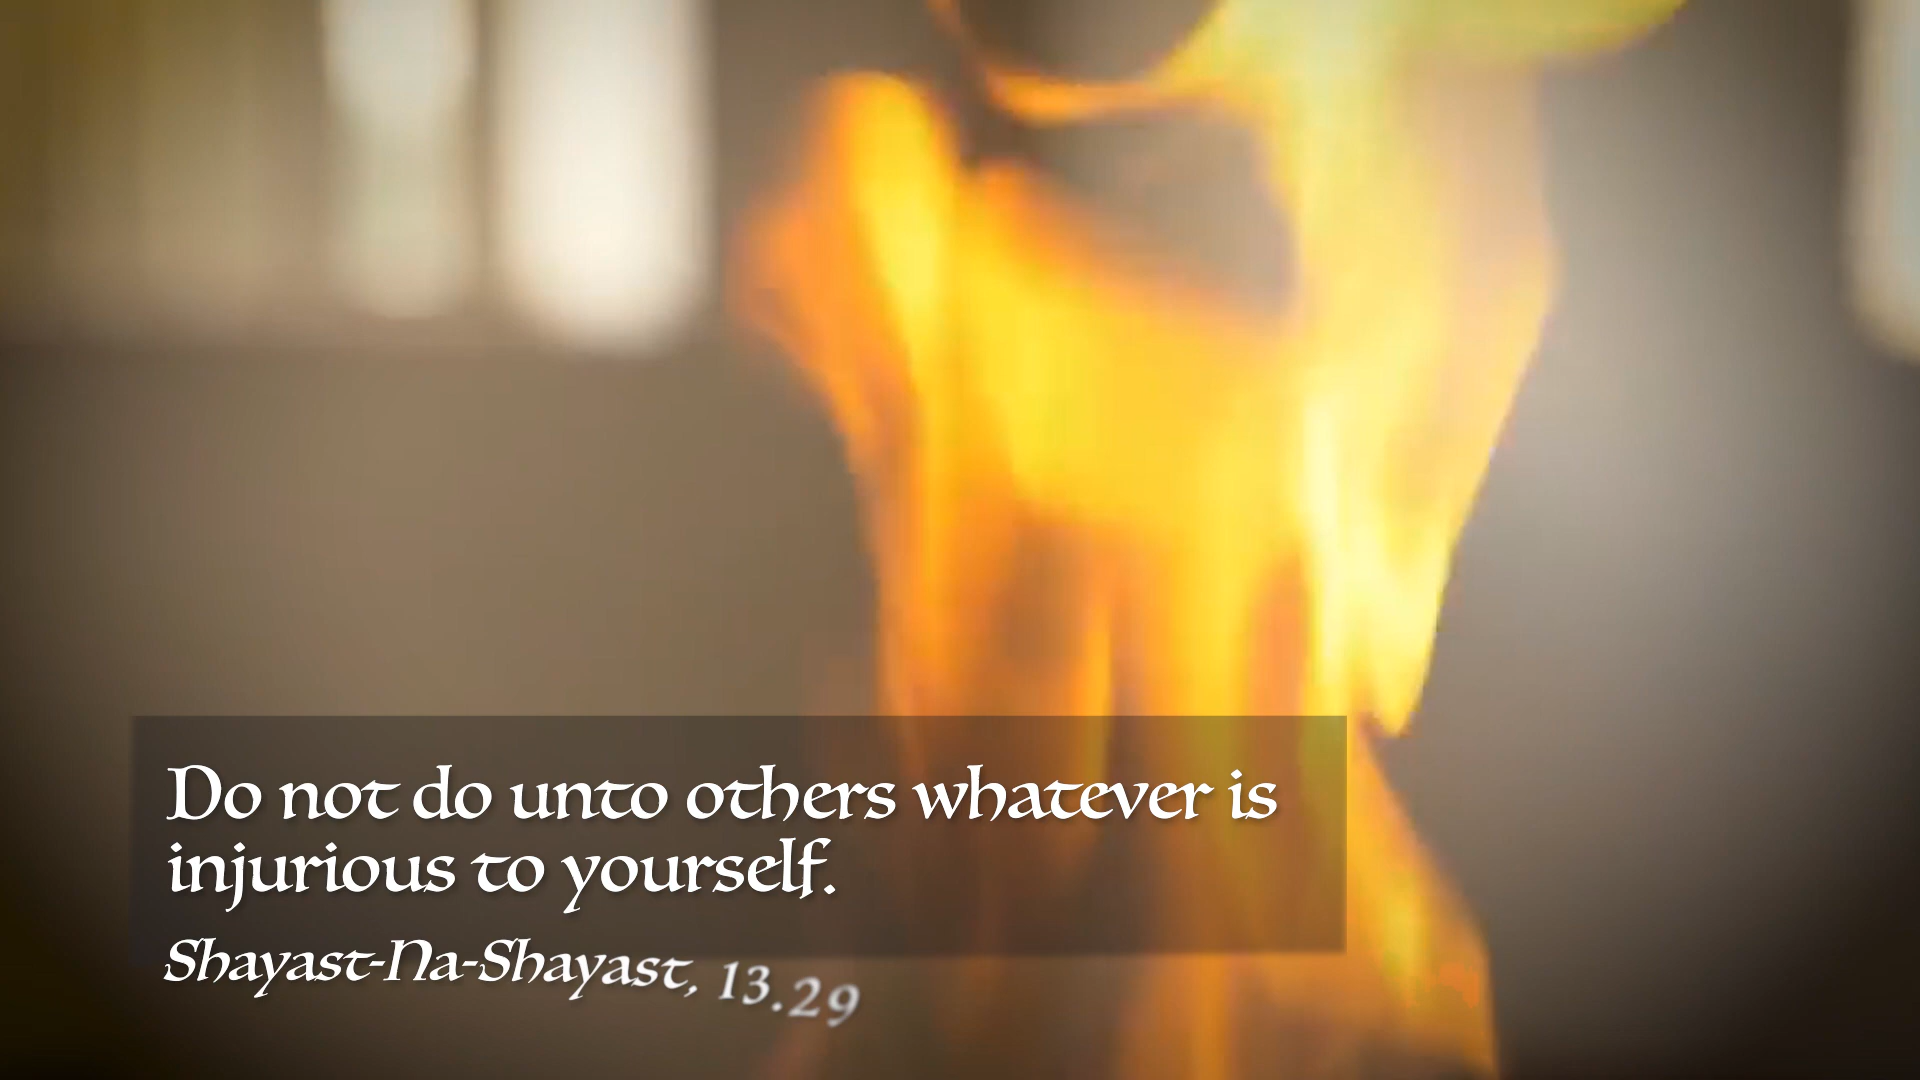 Do not do unto others whatever is
injurious to yourself.
Shayast-Na-Shayast, 13.29